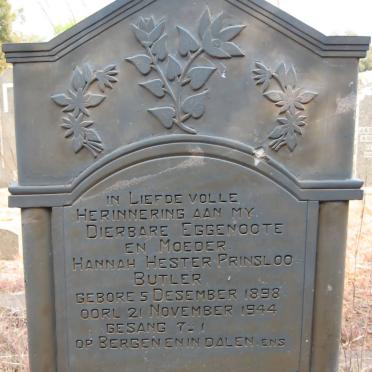 IN LIEFDE VOLLE
HERINNERING AAN MY
DIERBARE EGGENOOTE
EN MOEDER
HANNAH HESTER PRINSLOO
BUTLER
GEBORE 5 DESEMBER 1898
OORL 21 NOVEMBER 1944
GESANG 7-1
OP BERGEN EN IN DALEN ENS